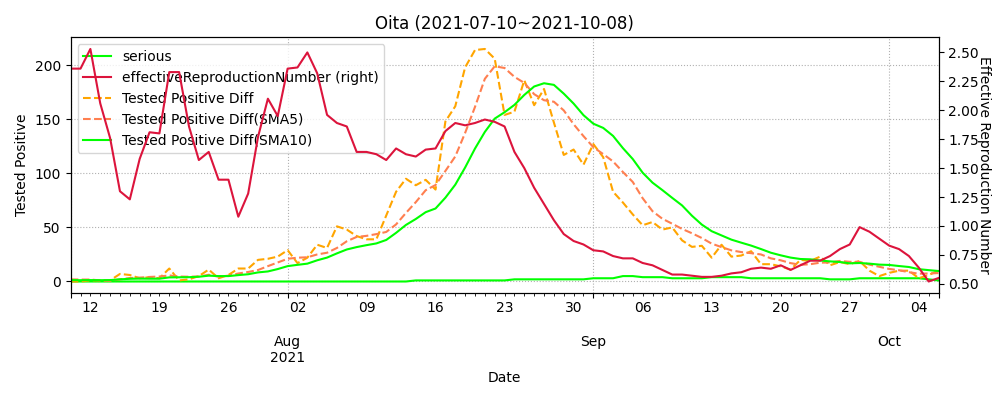 Oita (2021-07-10~2021-10-08)
serious
effectiveReproductionNumber (right)
Tested Positive Diff
Tested Positive Diff(SMA5)
Tested Positive Diff(SMA10)
Tested Positive
200
150
100
50
0
2.50
2.25
2.00
1.75
1.50
1.25
1.00
0.75
0.50
Effective Reproduction Number
12 19 26 02 09 16 23 30 06 13 20 27 04
Aug Sep Oct
2021
Date